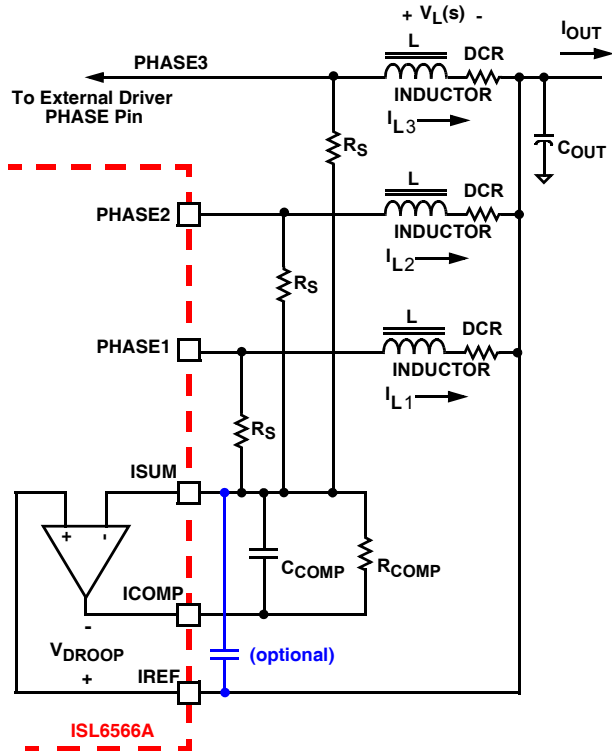 + VL(s) -
IOUT
L
DCR
PHASE3
INDUCTOR
To External Driver
PHASE Pin
IL3
RS
COUT
L
DCR
PHASE2
INDUCTOR
IL2
RS
L
DCR
PHASE1
INDUCTOR
IL1
RS
ISUM
+ -
CCOMP
RCOMP
ICOMP
-
VDROOP
+
(optional)
IREF
ISL6566A